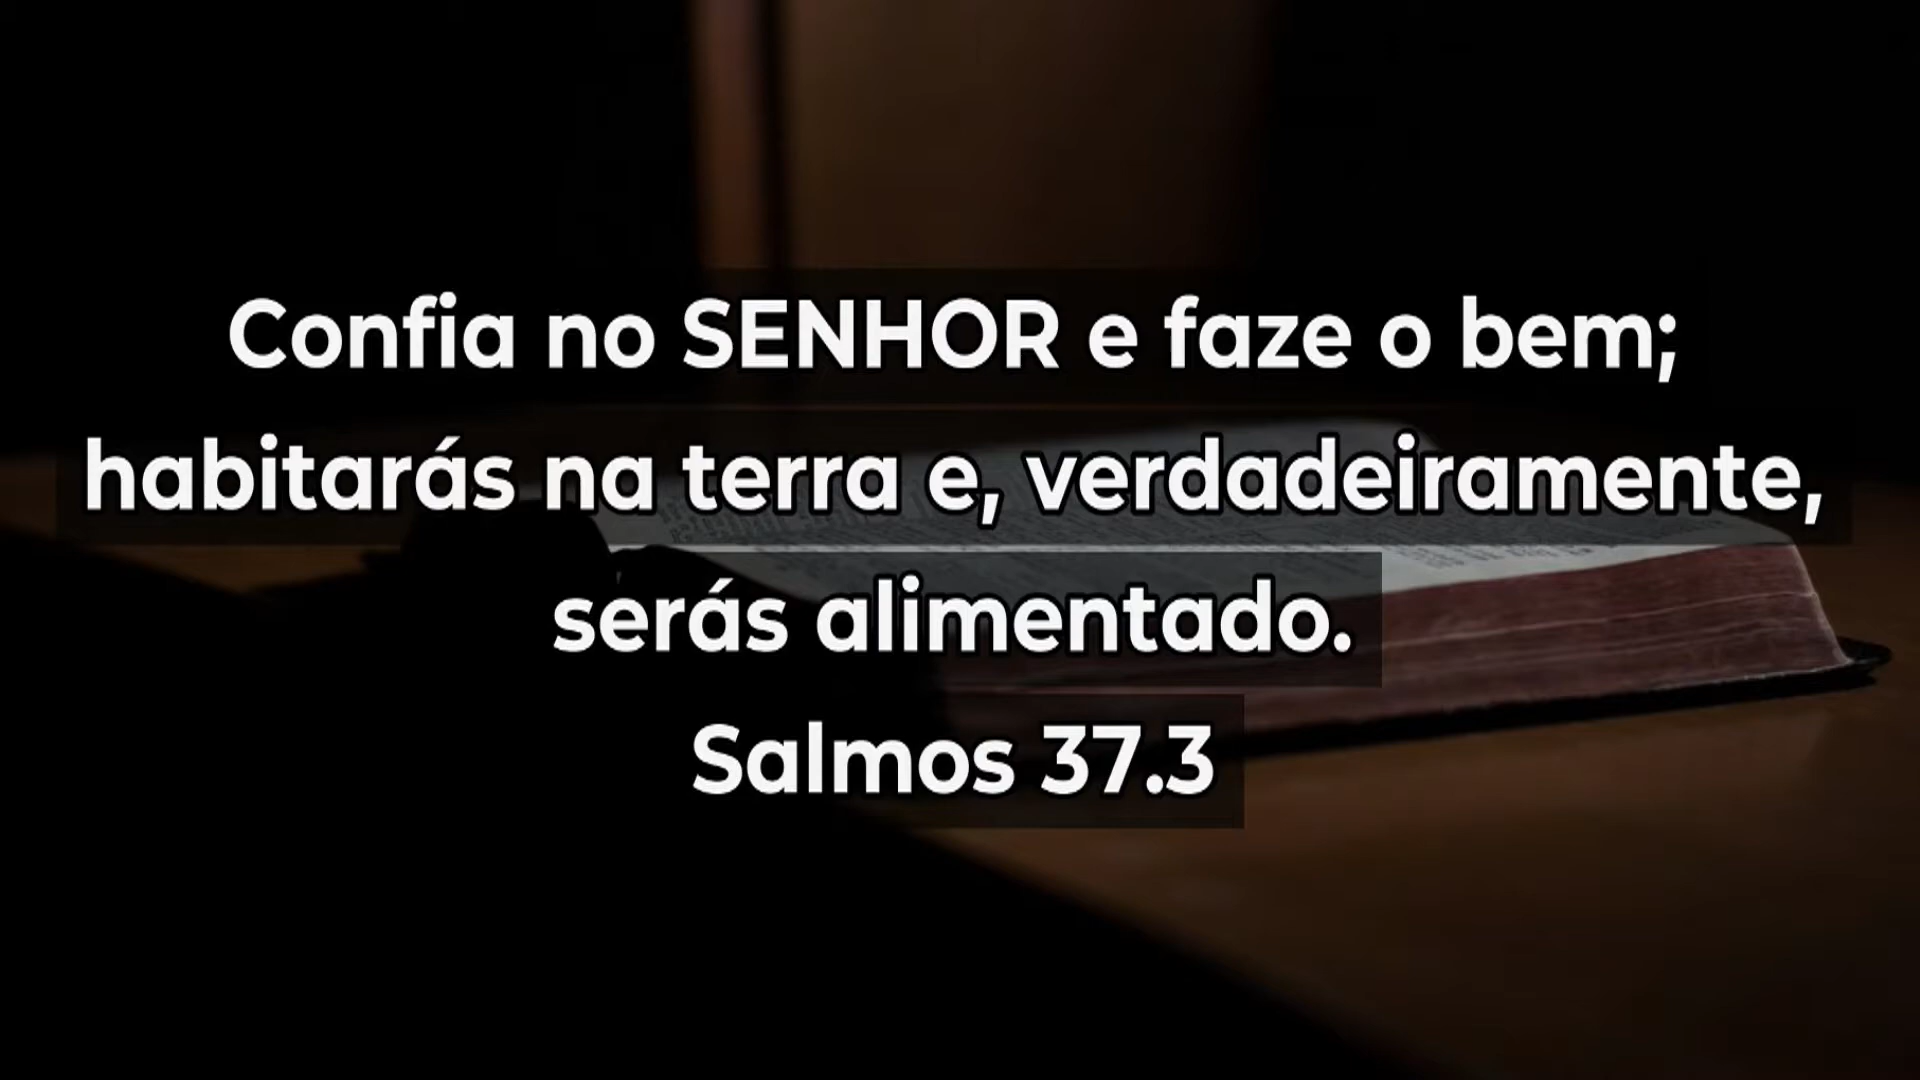 Confia no SENHOR e faze o bem;
habitarás na terra e, verdadeiramente,
serás alimentado.
Salmos 37.3